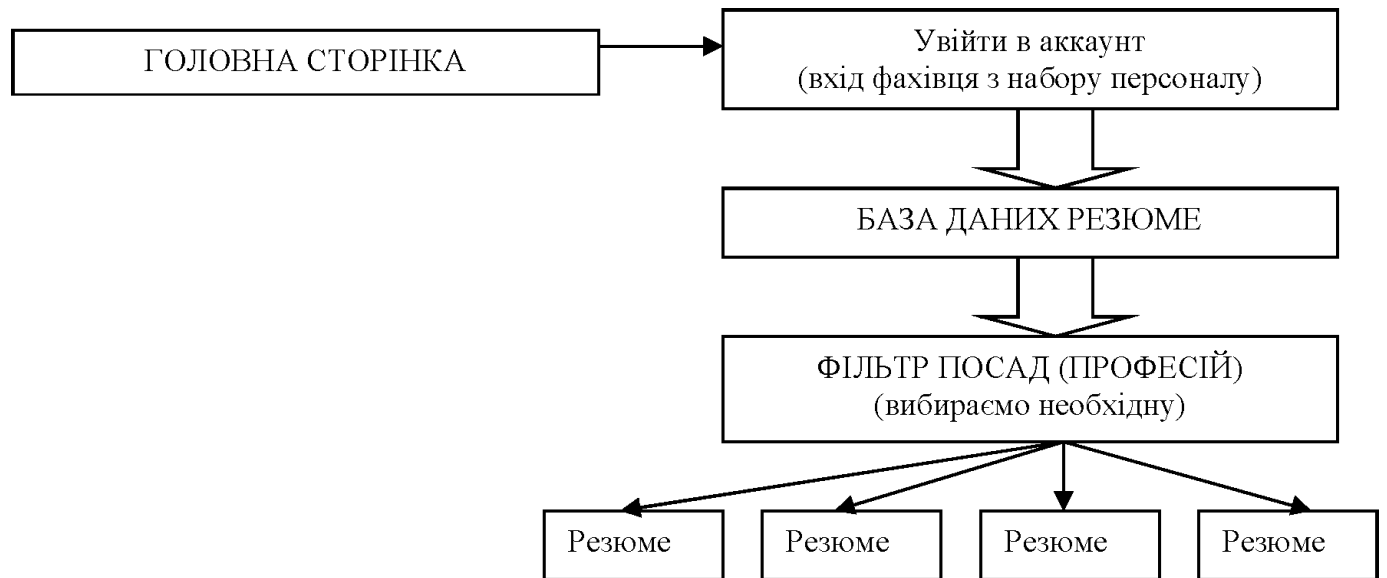 ГОЛОВНА СТОРІНКА
Увійти в аккаунт
(вхід фахівця з набору персоналу)
БАЗА ДАНИХ РЕЗЮМЕ
ФІЛЬТР ПОСАД (ПРОФЕСІЙ)
(вибираємо необхідну)
Резюме
Резюме
Резюме
Резюме